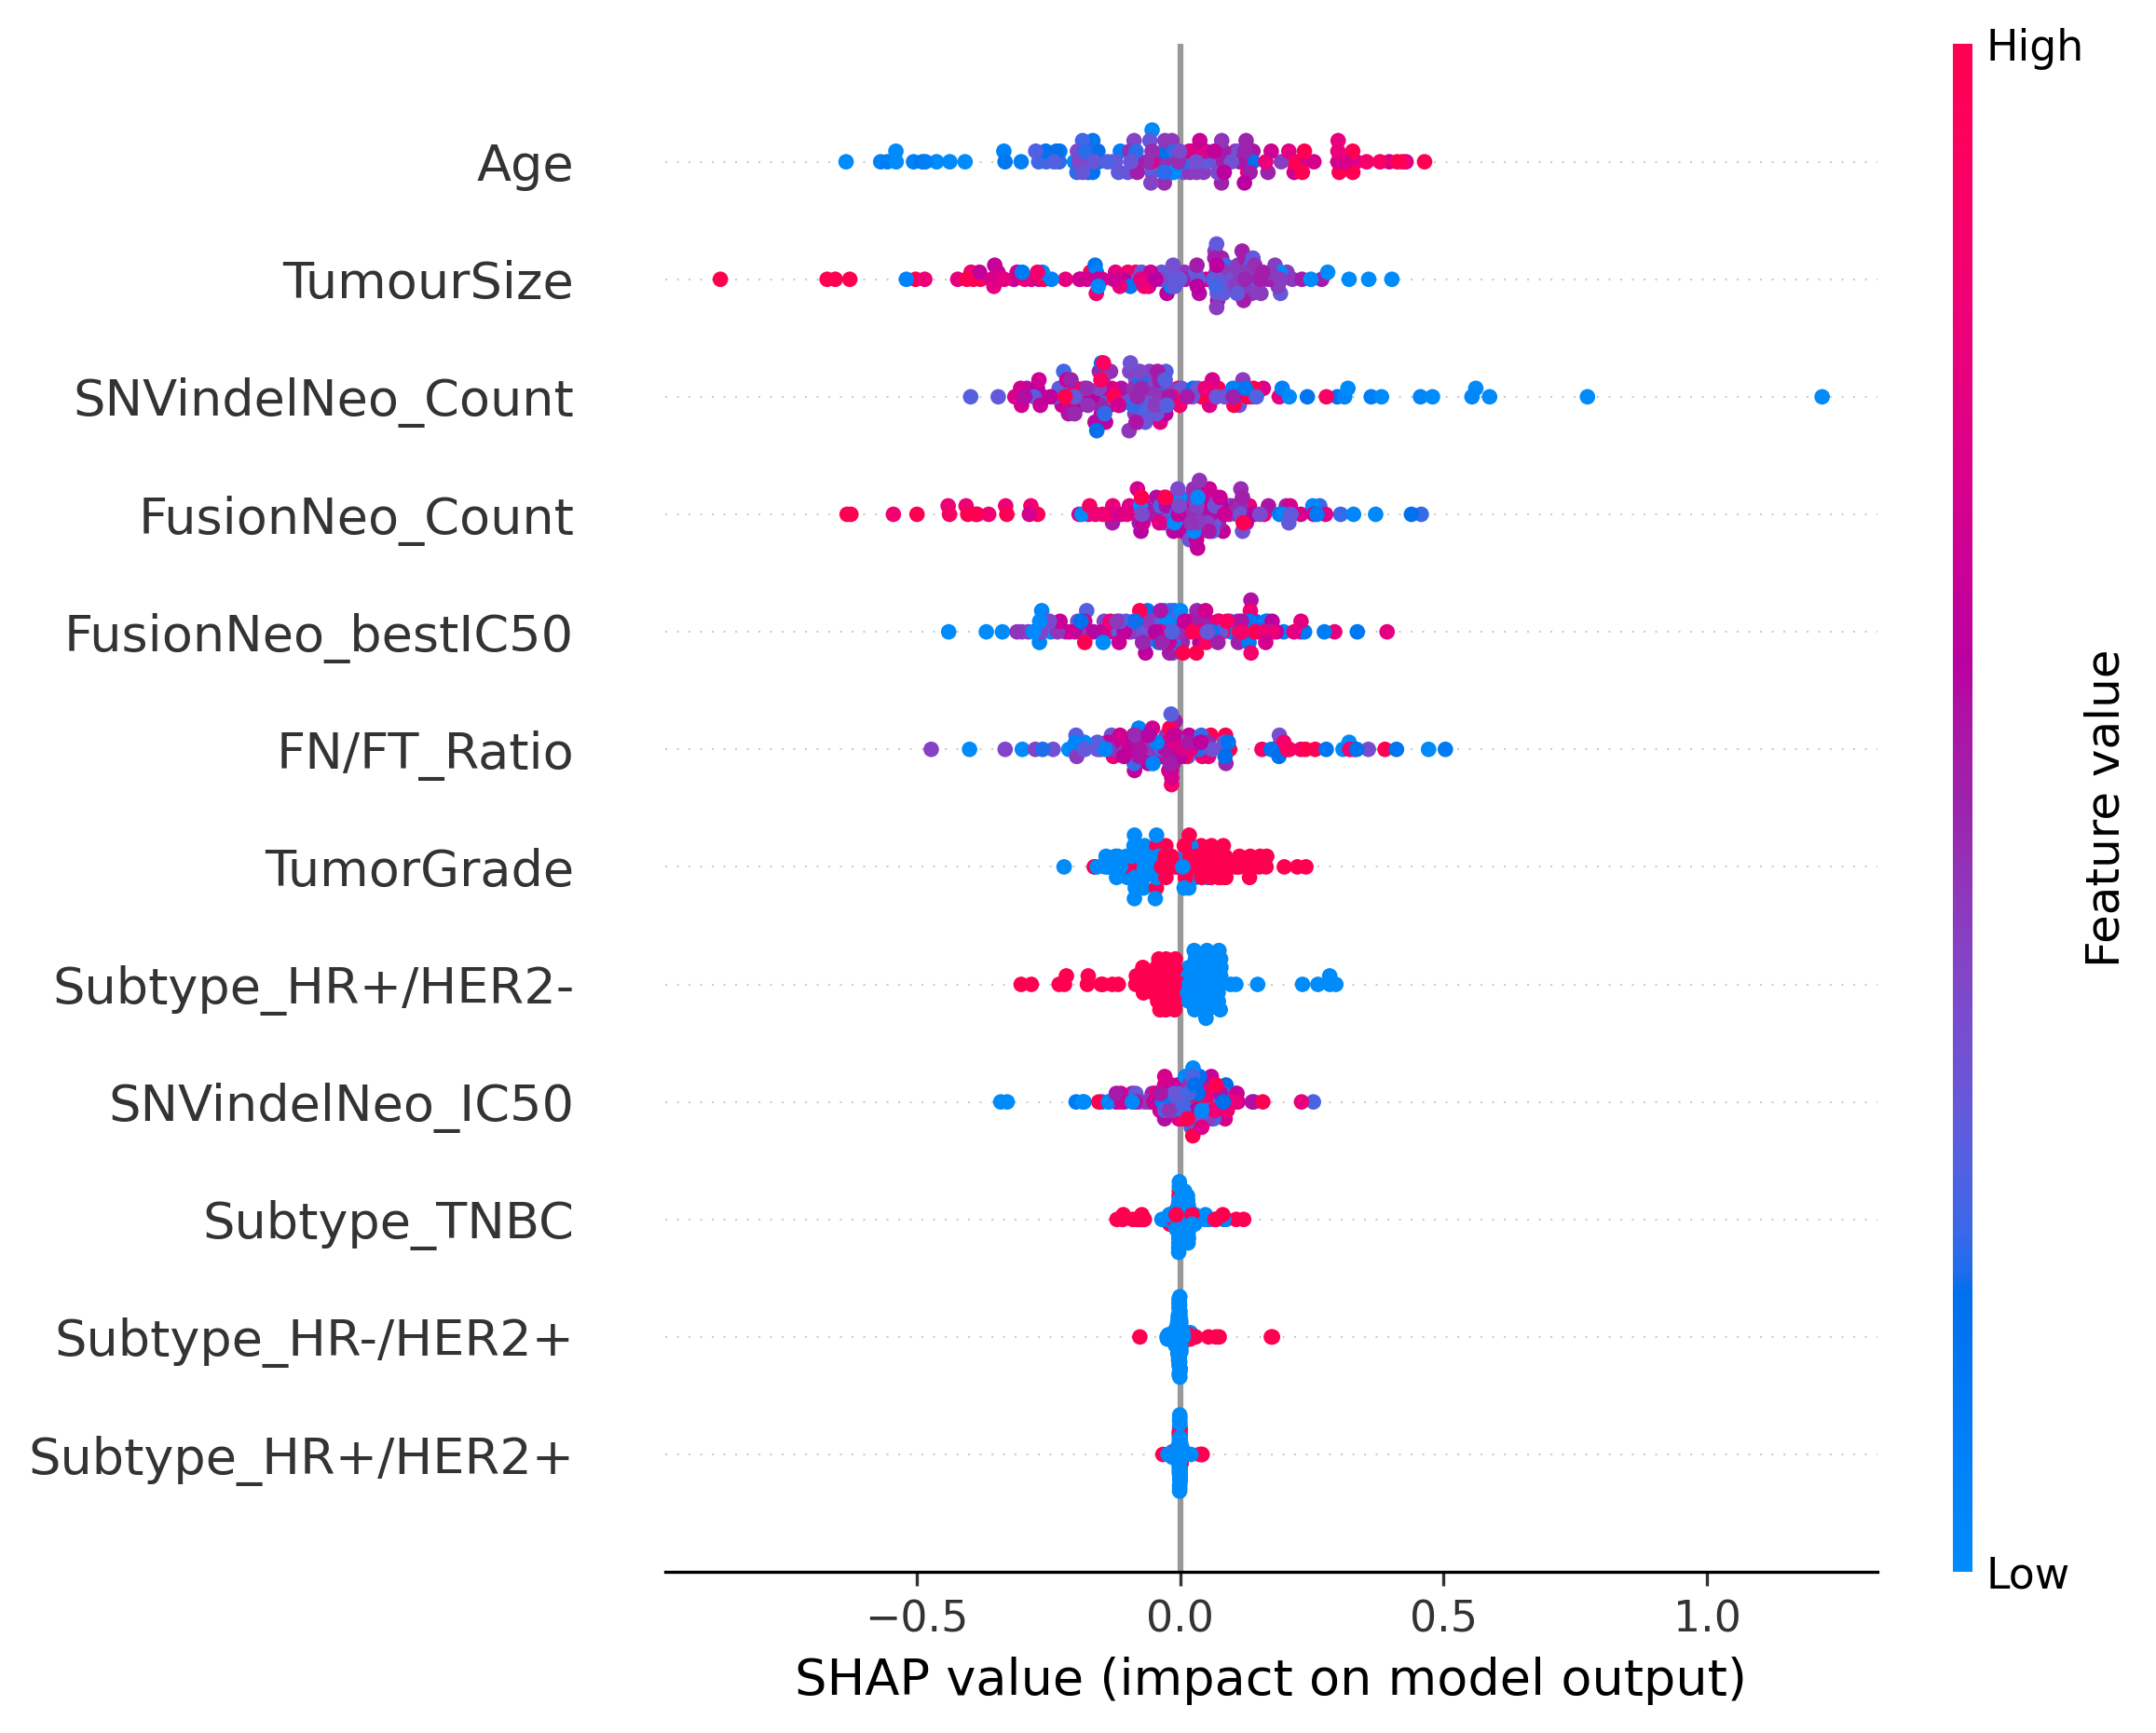 High
Age
TumourSize
SNVindelNeo_Count
FusionNeo_Count
FusionNeo_bestIC50
FN/FT_Ratio
TumorGrade
Subtype_HR+/HER2-
SNVindelNeo_IC50
Subtype_TNBC
Subtype_HR-/HER2+
Subtype_HR+/HER2+
Feature value
Low
−0.5 0.0 0.5 1.0
SHAP value (impact on model output)